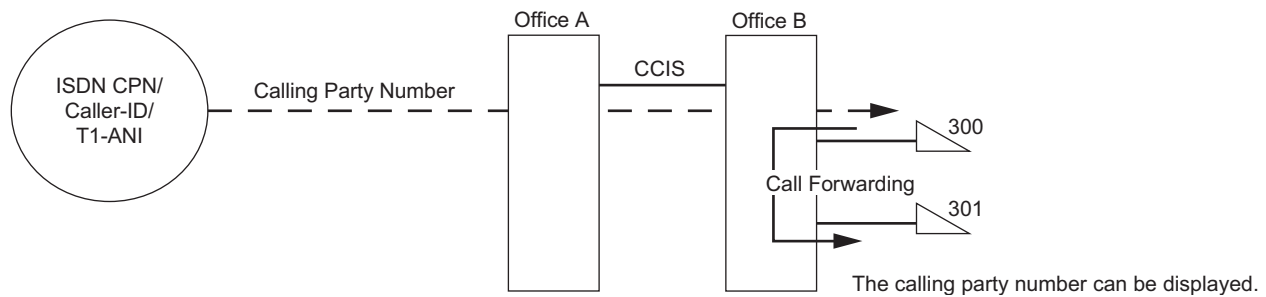 Office A
Office B
ISDN CPN/
Caller-ID/
T1-ANI
Calling Party Number
CCIS
300
Call Forwarding
301
The calling party number can be displayed.